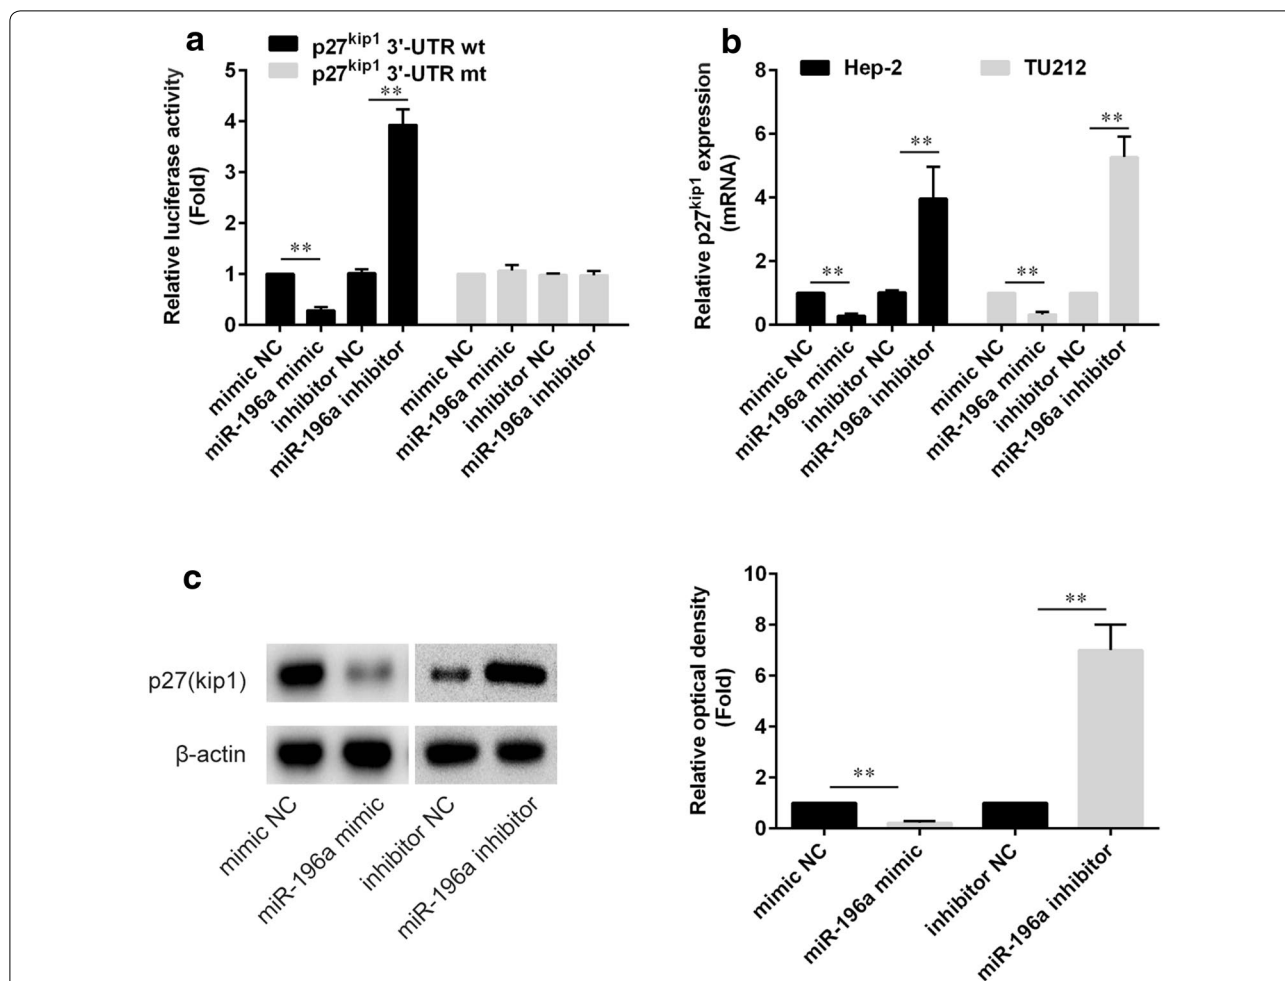 a
p27kip1 3'-UTR wt
p27kip1 3'-UTR mt
Relative luciferase activity
(Fold)
5
4
3
2
1
0
**
**
mimic NC
miR-196a mimic
inhibitor NC
miR-196a inhibitor
mimic NC
miR-196a mimic
inhibitor NC
miR-196a inhibitor
b
Hep-2
TU212
Relative p27kip1 expression
(mRNA)
8
6
4
2
0
**
**
**
**
mimic NC
miR-196a mimic
inhibitor NC
miR-196a inhibitor
mimic NC
miR-196a mimic
inhibitor NC
miR-196a inhibitor
c
p27(kip1)
β-actin
mimic NC
miR-196a mimic
inhibitor NC
miR-196a inhibitor
Relative optical density
(Fold)
10
8
6
4
2
0
**
**
mimic NC
miR-196a mimic
inhibitor NC
miR-196a inhibitor